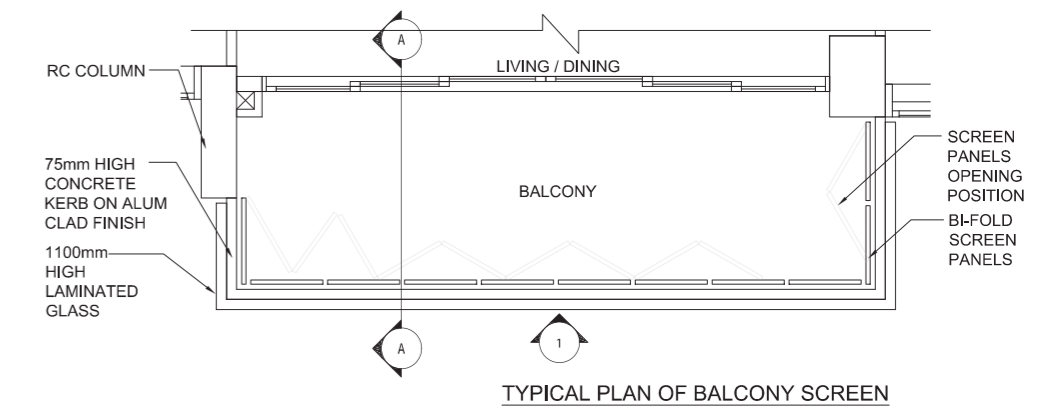 A
LIVING / DINING
RC COLUMN
75mm HIGH
CONCRETE
KERB ON ALUM
CLAD FINISH
1100mm
HIGH
LAMINATED
GLASS
BALCONY
SCREEN
PANELS
OPENING
POSITION
BI-FOLD
SCREEN
PANELS
A
1
TYPICAL PLAN OF BALCONY SCREEN